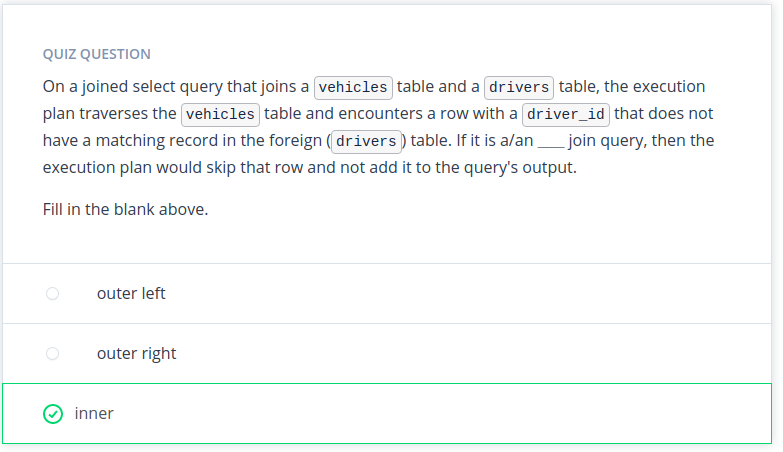 QUIZ QUESTION
On a joined select query that joins a vehicles table and a drivers table, the execution
plan traverses the vehicles table and encounters a row with a driver_id that does not
have a matching record in the foreign (drivers) table. If it is a/an ___ join query, then the
execution plan would skip that row and not add it to the query's output.
Fill in the blank above.
outer left
outer right
inner